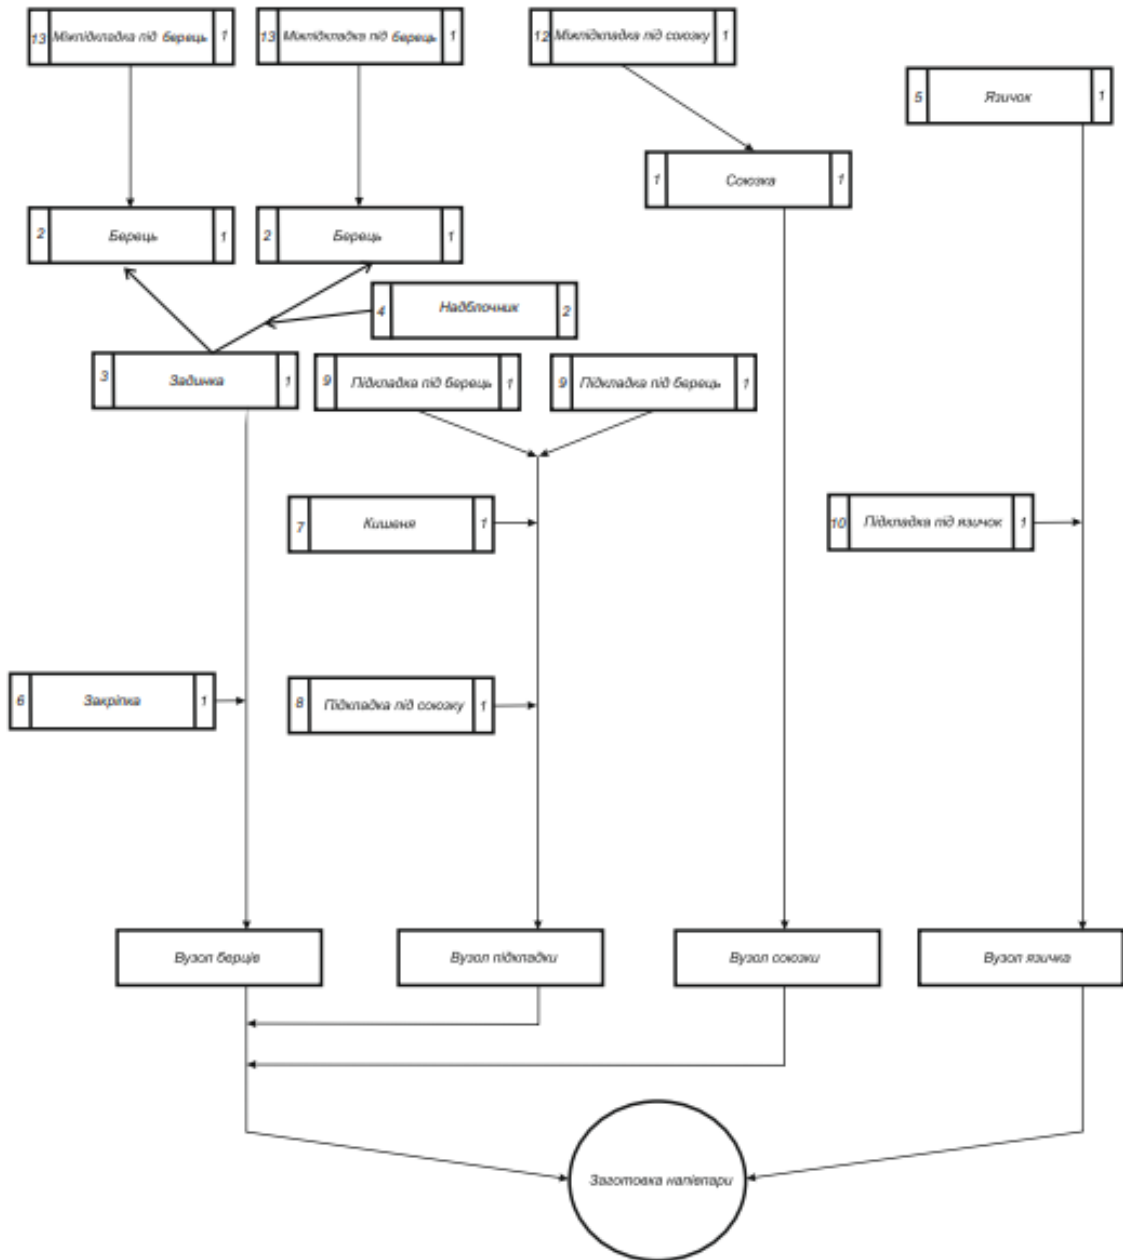 13 Міжпідкладка під берець 1
13 Міжпідкладка під берець 1
12 Міжпідкладка під союзку 1
5 Язичок 1
1 Союзка 1
2 Берець 1
2 Берець 1
4 Надблочник 2
3 Задинка 1
9 Підкладка під берець 1
9 Підкладка під берець 1
7 Кишеня 1
10 Підкладка під язичок 1
6 Закріпка 1
8 Підкладка під союзку 1
Вузол берців
Вузол підкладки
Вузол союзки
Вузол язичка
Заготовка напівпари